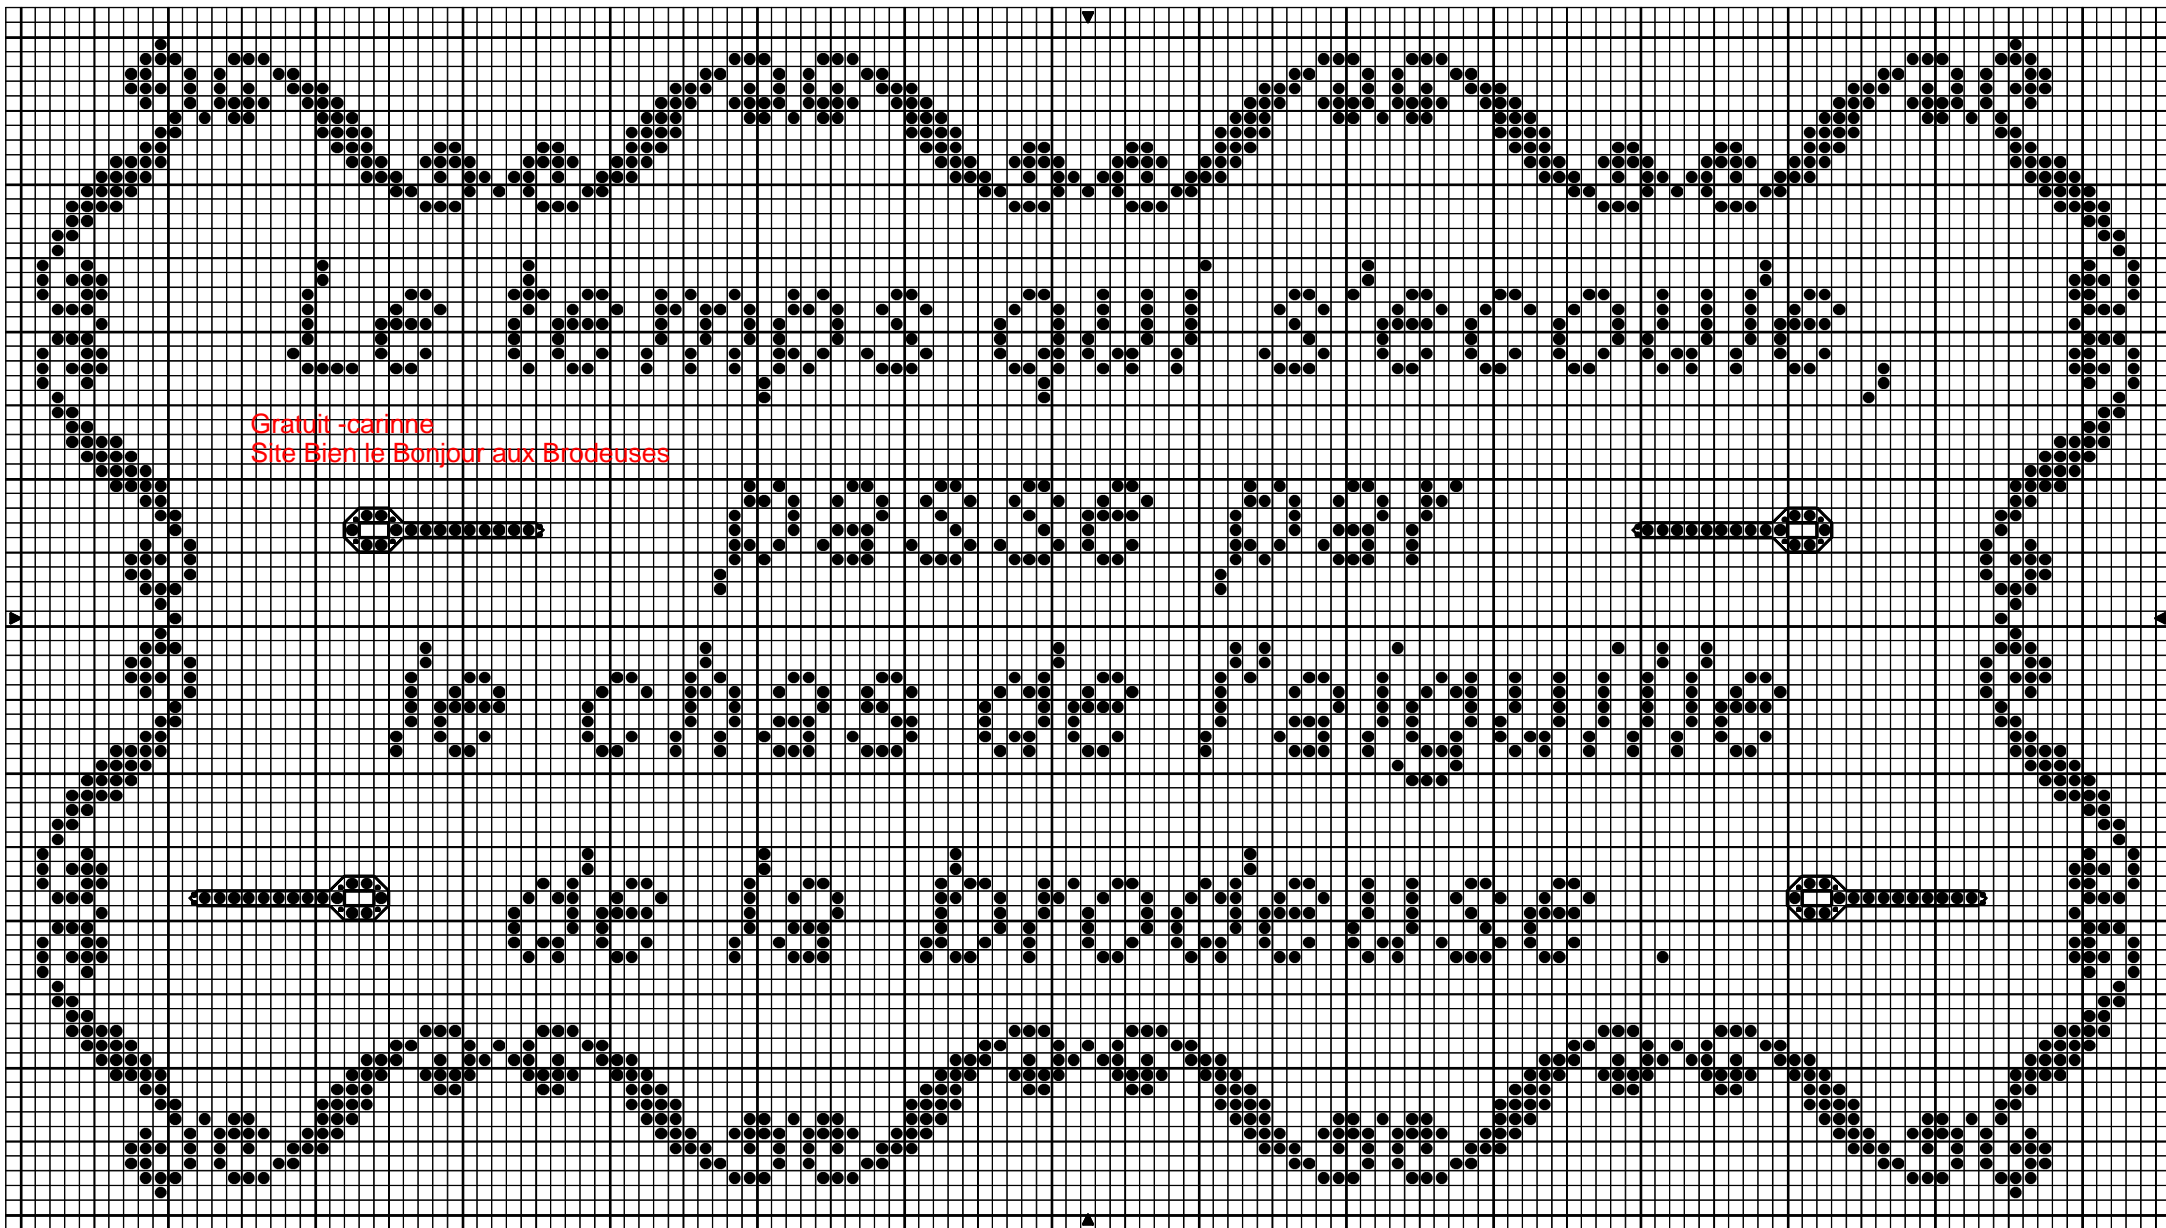 Le temps qui s'écoule,
Gratuit -carinne
Site Bien le Bonjour aux Brodeuses
passe par
le chas de l'aiguille
de la brodeuse.